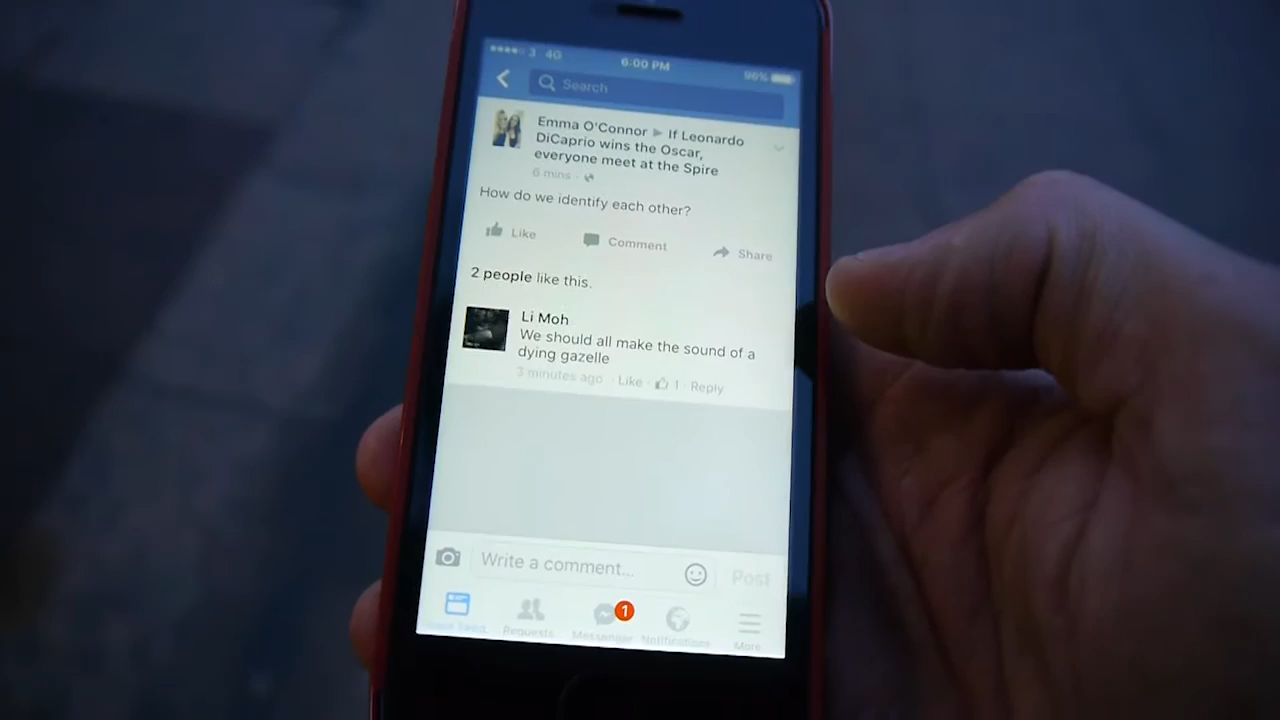 3 4G 6:00 PM 96%
Search
Emma O'Connor ▶ If Leonardo
DiCaprio wins the Oscar,
everyone meet at the Spire
6 mins ·
How do we identify each other?
Like Comment Share
2 people like this.
Li Moh
We should all make the sound of a
dying gazelle
3 minutes ago · Like · 1 · Reply
Write a comment... Post
1
Requests Messenger Notifications More